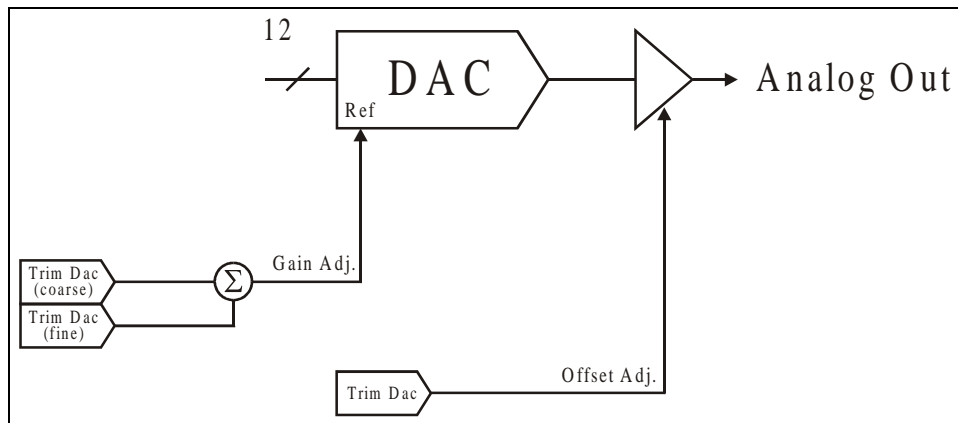 12
DAC
Ref
Analog Out
Gain Adj.
Trim Dac
(coarse)
Σ
Trim Dac
(fine)
Offset Adj.
Trim Dac